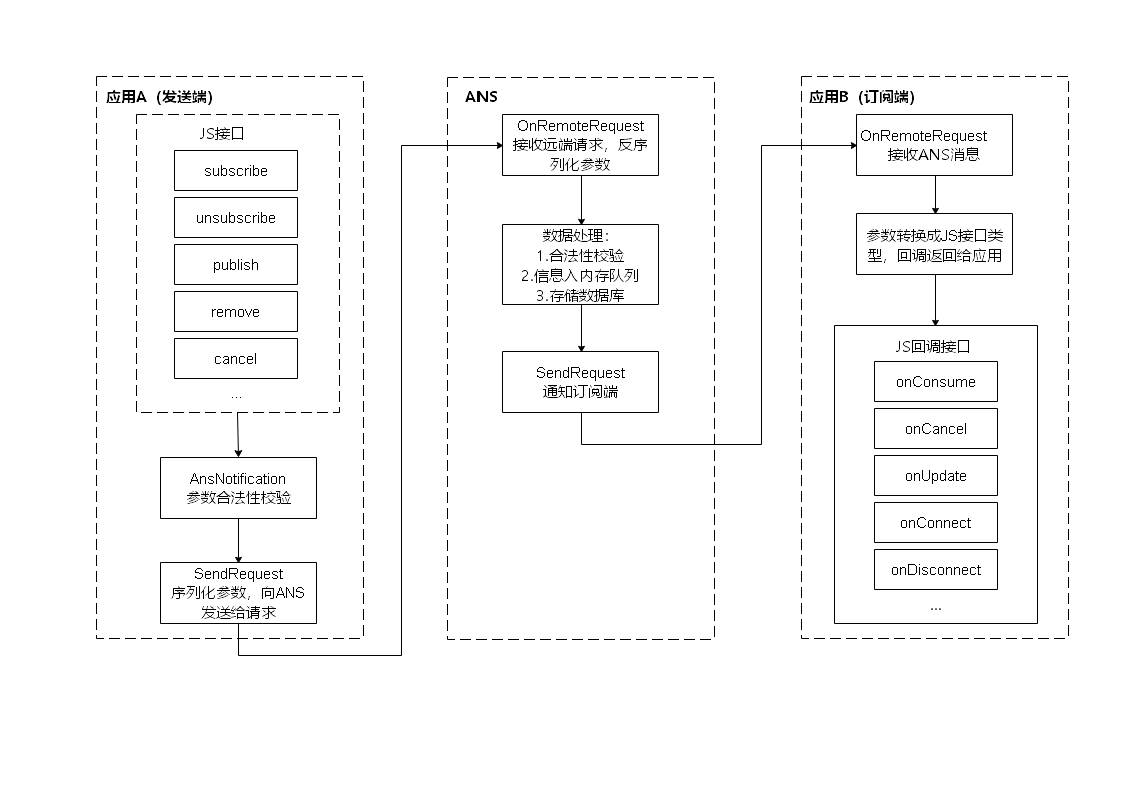 应用A（发送端）
JS接口
subscribe
unsubscribe
publish
remove
cancel
...
AnsNotification
参数合法性校验
SendRequest
序列化参数，向ANS
发送给请求
ANS
OnRemoteRequest
接收远端请求，反序
列化参数
数据处理：
1.合法性校验
2.信息入内存队列
3.存储数据库
SendRequest
通知订阅端
应用B（订阅端）
OnRemoteRequest
接收ANS消息
参数转换成JS接口类
型，回调返回给应用
JS回调接口
onConsume
onCancel
onUpdate
onConnect
onDisconnect
...